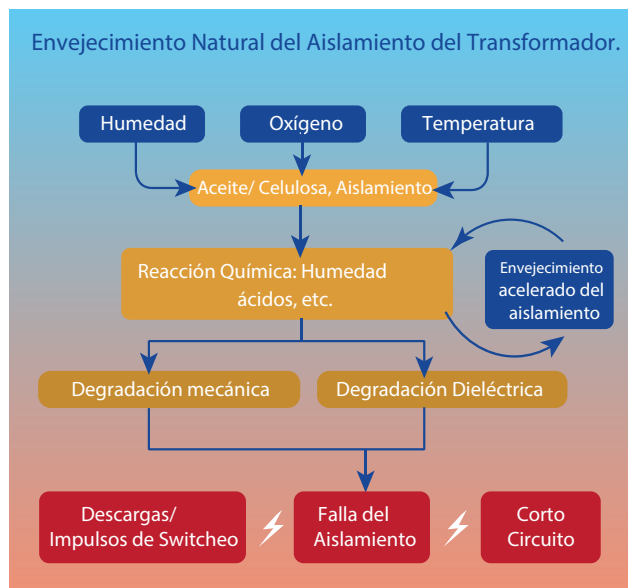 Envejecimiento Natural del Aislamiento del Transformador.
Humedad
Oxígeno
Temperatura
Aceite/ Celulosa, Aislamiento
Reacción Química: Humedad
ácidos, etc.
Envejecimiento
acelerado del
aislamiento
Degradación mecánica
Degradación Dieléctrica
Descargas/
Impulsos de Switcheo
Falla del
Aislamiento
Corto
Circuito